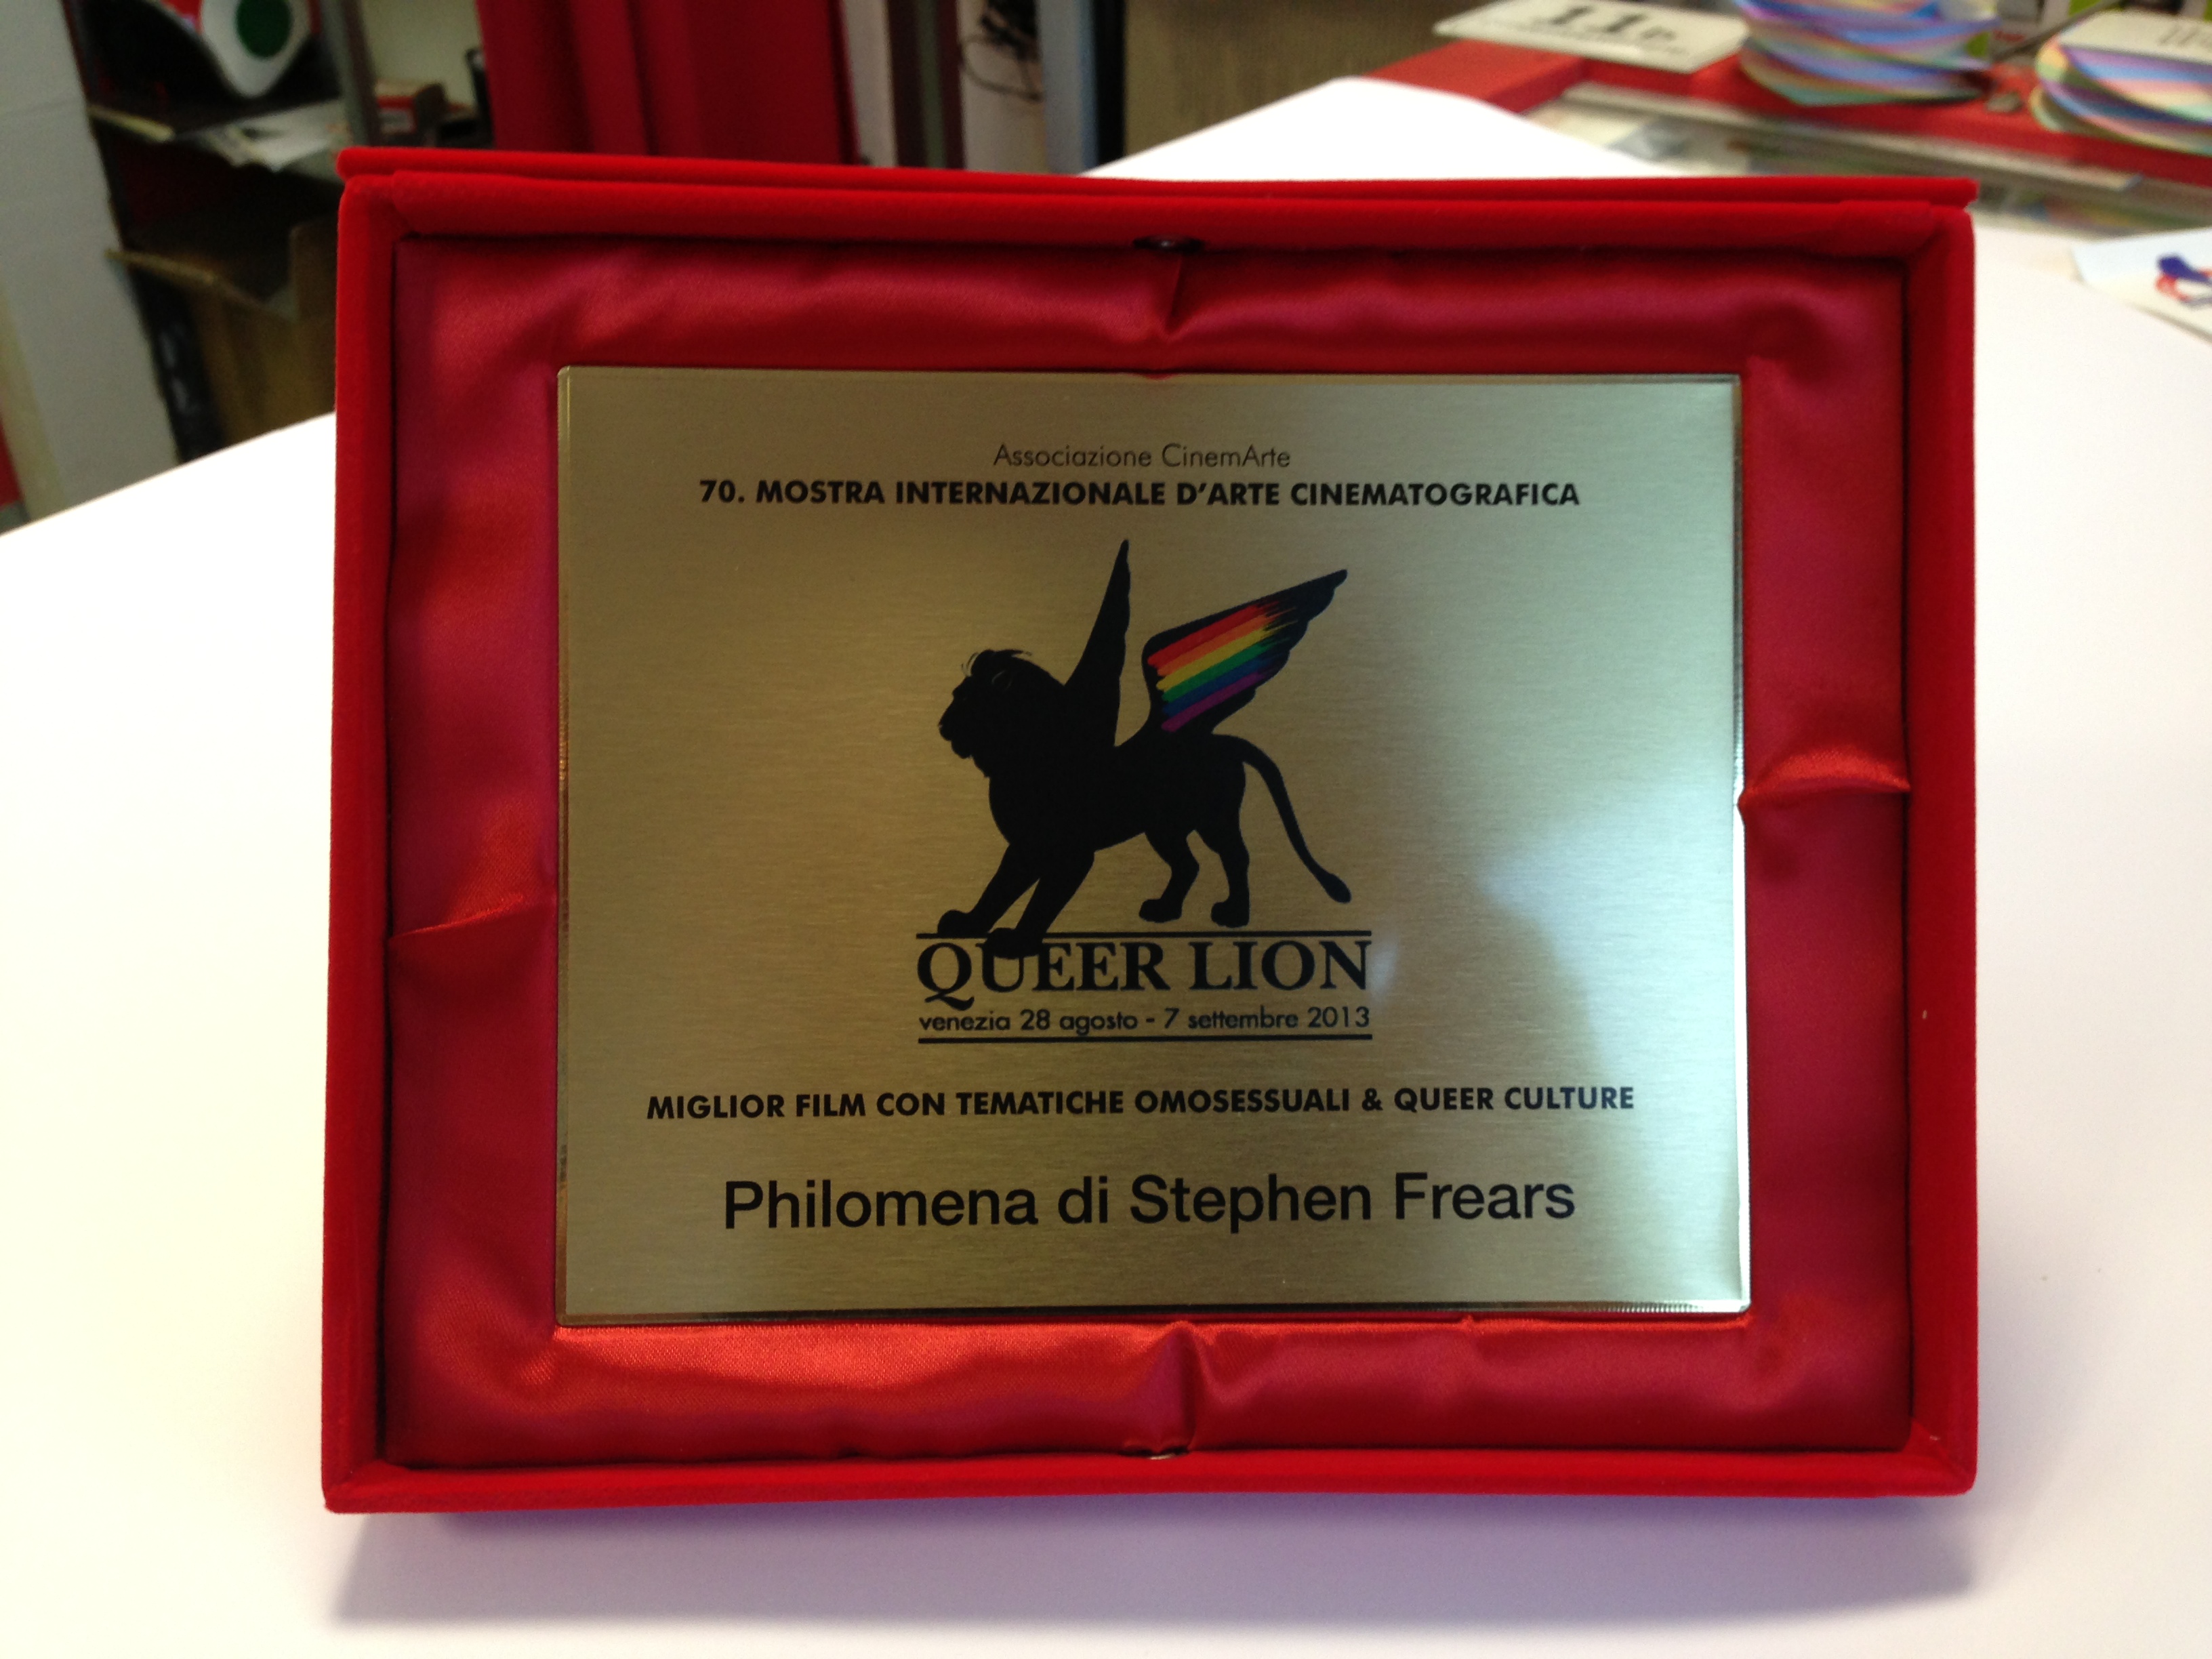 Associazione CinemArte
70. MOSTRA INTERNAZIONALE D'ARTE CINEMATOGRAFICA
QUEER LION
venezia 28 agosto - 7 settembre 2013
MIGLIOR FILM CON TEMATICHE OMOSESSUALI & QUEER CULTURE
Philomena di Stephen Frears